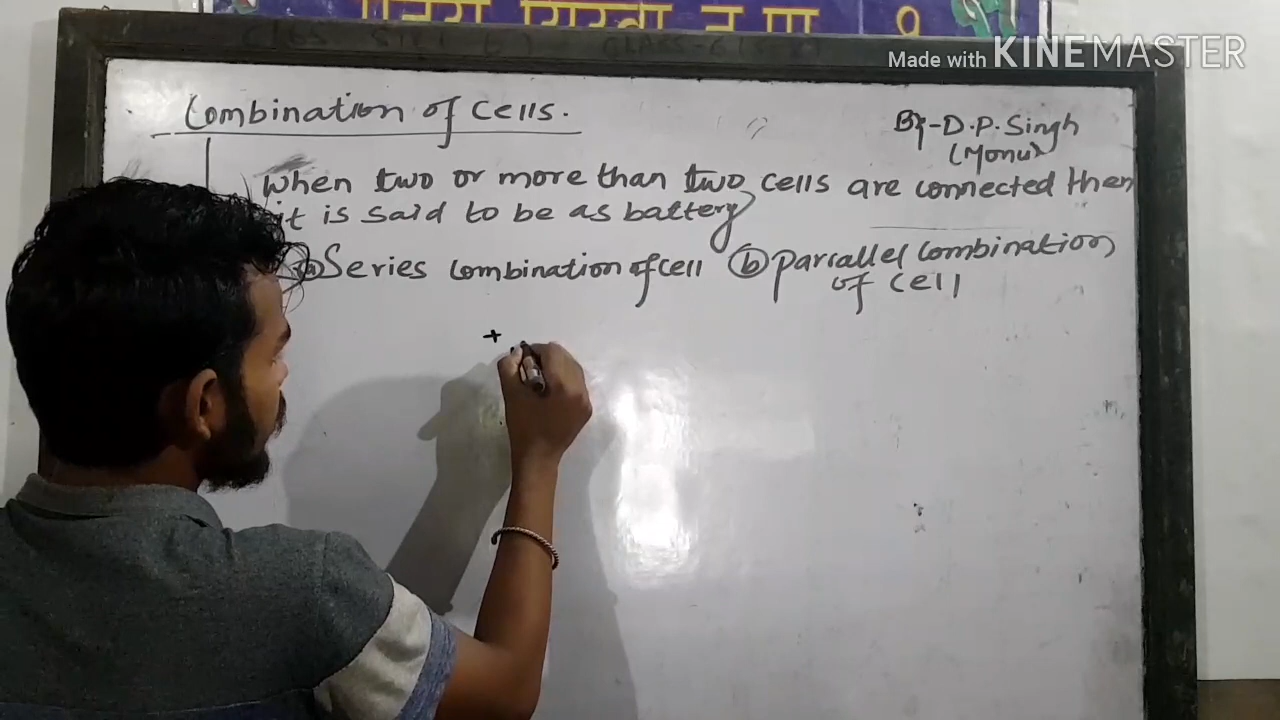 Made with KINEMASTER
Combination of cells.
By-D.P.Singh
(Monu)
When two or more than two cells are connected then
it is said to be as battery
(a) Series combination of cell (b) parcallel combination
of cell
+